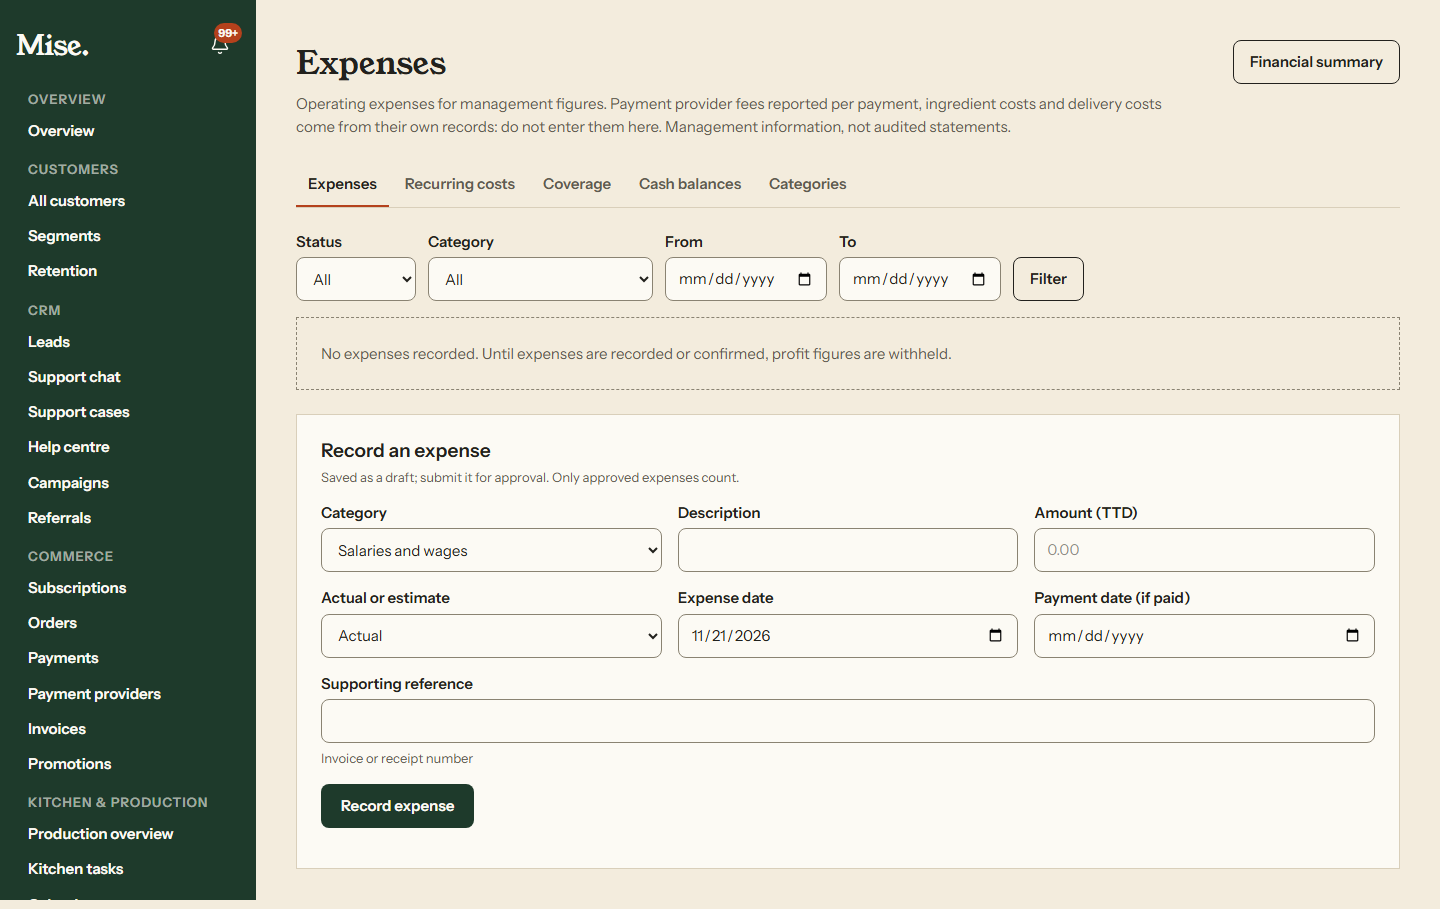 Mise.
99+
OVERVIEW
Overview
CUSTOMERS
All customers
Segments
Retention
CRM
Leads
Support chat
Support cases
Help centre
Campaigns
Referrals
COMMERCE
Subscriptions
Orders
Payments
Payment providers
Invoices
Promotions
KITCHEN & PRODUCTION
Production overview
Kitchen tasks
Expenses
Financial summary
Operating expenses for management figures. Payment provider fees reported per payment, ingredient costs and delivery costs
come from their own records: do not enter them here. Management information, not audited statements.
Expenses Recurring costs Coverage Cash balances Categories
Status Category From To
All All mm/dd/yyyy mm/dd/yyyy Filter
No expenses recorded. Until expenses are recorded or confirmed, profit figures are withheld.
Record an expense
Saved as a draft; submit it for approval. Only approved expenses count.
Category Description Amount (TTD)
Salaries and wages 0.00
Actual or estimate Expense date Payment date (if paid)
Actual 11/21/2026 mm/dd/yyyy
Supporting reference
Invoice or receipt number
Record expense